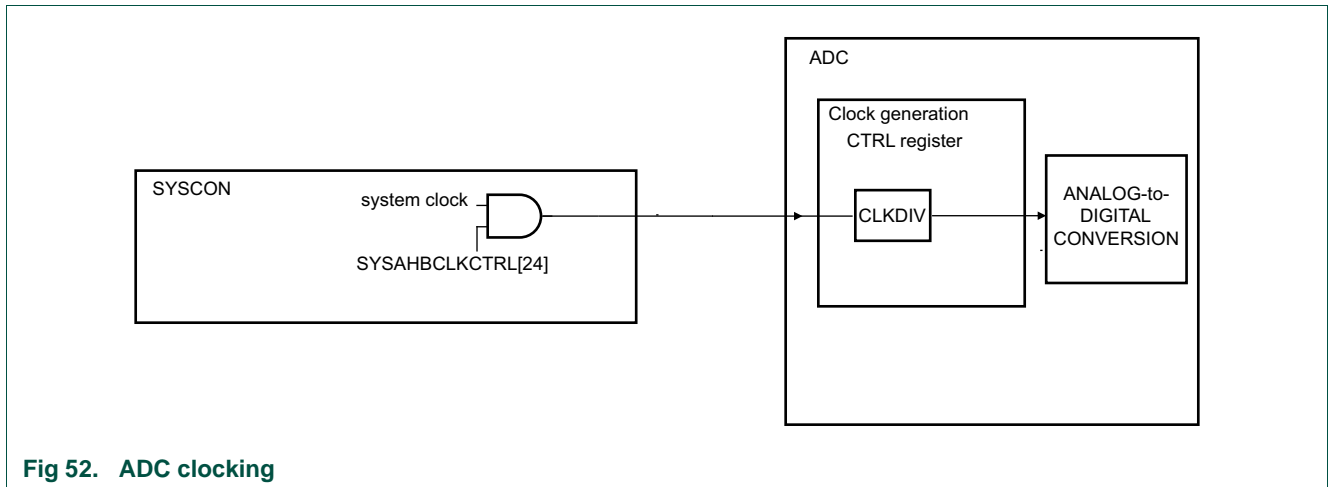 SYSCON
system clock
SYSAHBCLKCTRL[24]
ADC
Clock generation
CTRL register
CLKDIV
ANALOG-to-
DIGITAL
CONVERSION
Fig 52. ADC clocking